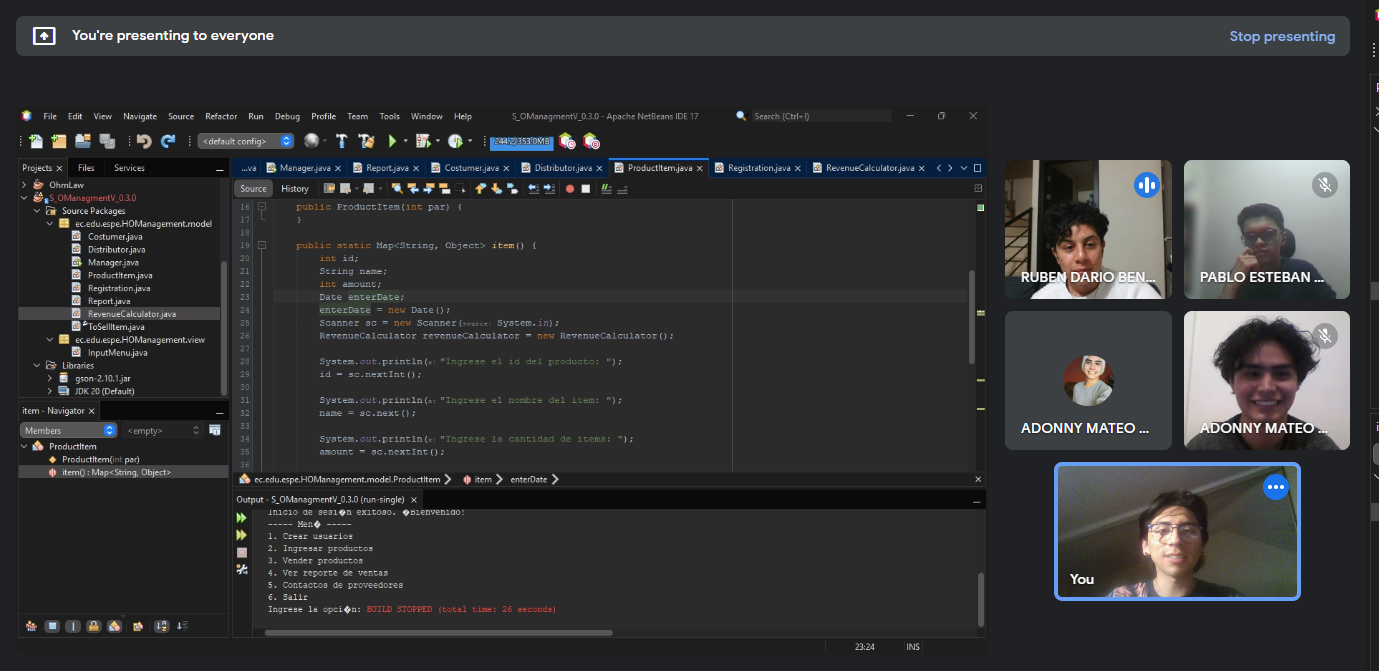 You're presenting to everyone
Stop presenting
File Edit View Navigate Source Refactor Run Debug Profile Team Tools Window Help
S_OManagmentV_0.3.0 - Apache NetBeans IDE 17
Search (Ctrl+I)
<default config>
244.2/353.0MB
Projects Files Services
...va Manager.java Report.java Costumer.java Distributor.java ProductItem.java Registration.java RevenueCalculator.java
Source History
OhmLaw
S_OManagmentV_0.3.0
Source Packages
ec.edu.espe.HOManagement.model
Costumer.java
Distributor.java
Manager.java
ProductItem.java
Registration.java
Report.java
RevenueCalculator.java
ToSellItem.java
ec.edu.espe.HOManagement.view
InputMenu.java
Libraries
gson-2.10.1.jar
JDK 20 (Default)
16 public ProductItem(int par) {
17 }
18
19 public static Map<String, Object> item() {
20 int id;
21 String name;
22 int amount;
23 Date enterDate;
24 enterDate = new Date();
25 Scanner sc = new Scanner(source: System.in);
26 RevenueCalculator revenueCalculator = new RevenueCalculator();
27
28 System.out.println(x: "Ingrese el id del producto: ");
29 id = sc.nextInt();
30
31 System.out.println(x: "Ingrese el nombre del item: ");
32 name = sc.next();
33
34 System.out.println(x: "Ingrese la cantidad de items: ");
35 amount = sc.nextInt();
36
ec.edu.espe.HOManagement.model.ProductItem item enterDate
item - Navigator
Members <empty>
ProductItem
ProductItem(int par)
item() : Map<String, Object>
Output - S_OManagmentV_0.3.0 (run-single)
Inicio de sesi�n exitoso. �Bienvenido!
----- Men� -----
1. Crear usuarios
2. Ingresar productos
3. Vender productos
4. Ver reporte de ventas
5. Contactos de proveedores
6. Salir
Ingrese la opci�n: BUILD STOPPED (total time: 26 seconds)
23:24 INS
RUBEN DARIO BEN...
PABLO ESTEBAN ...
ADONNY MATEO ...
ADONNY MATEO ...
You